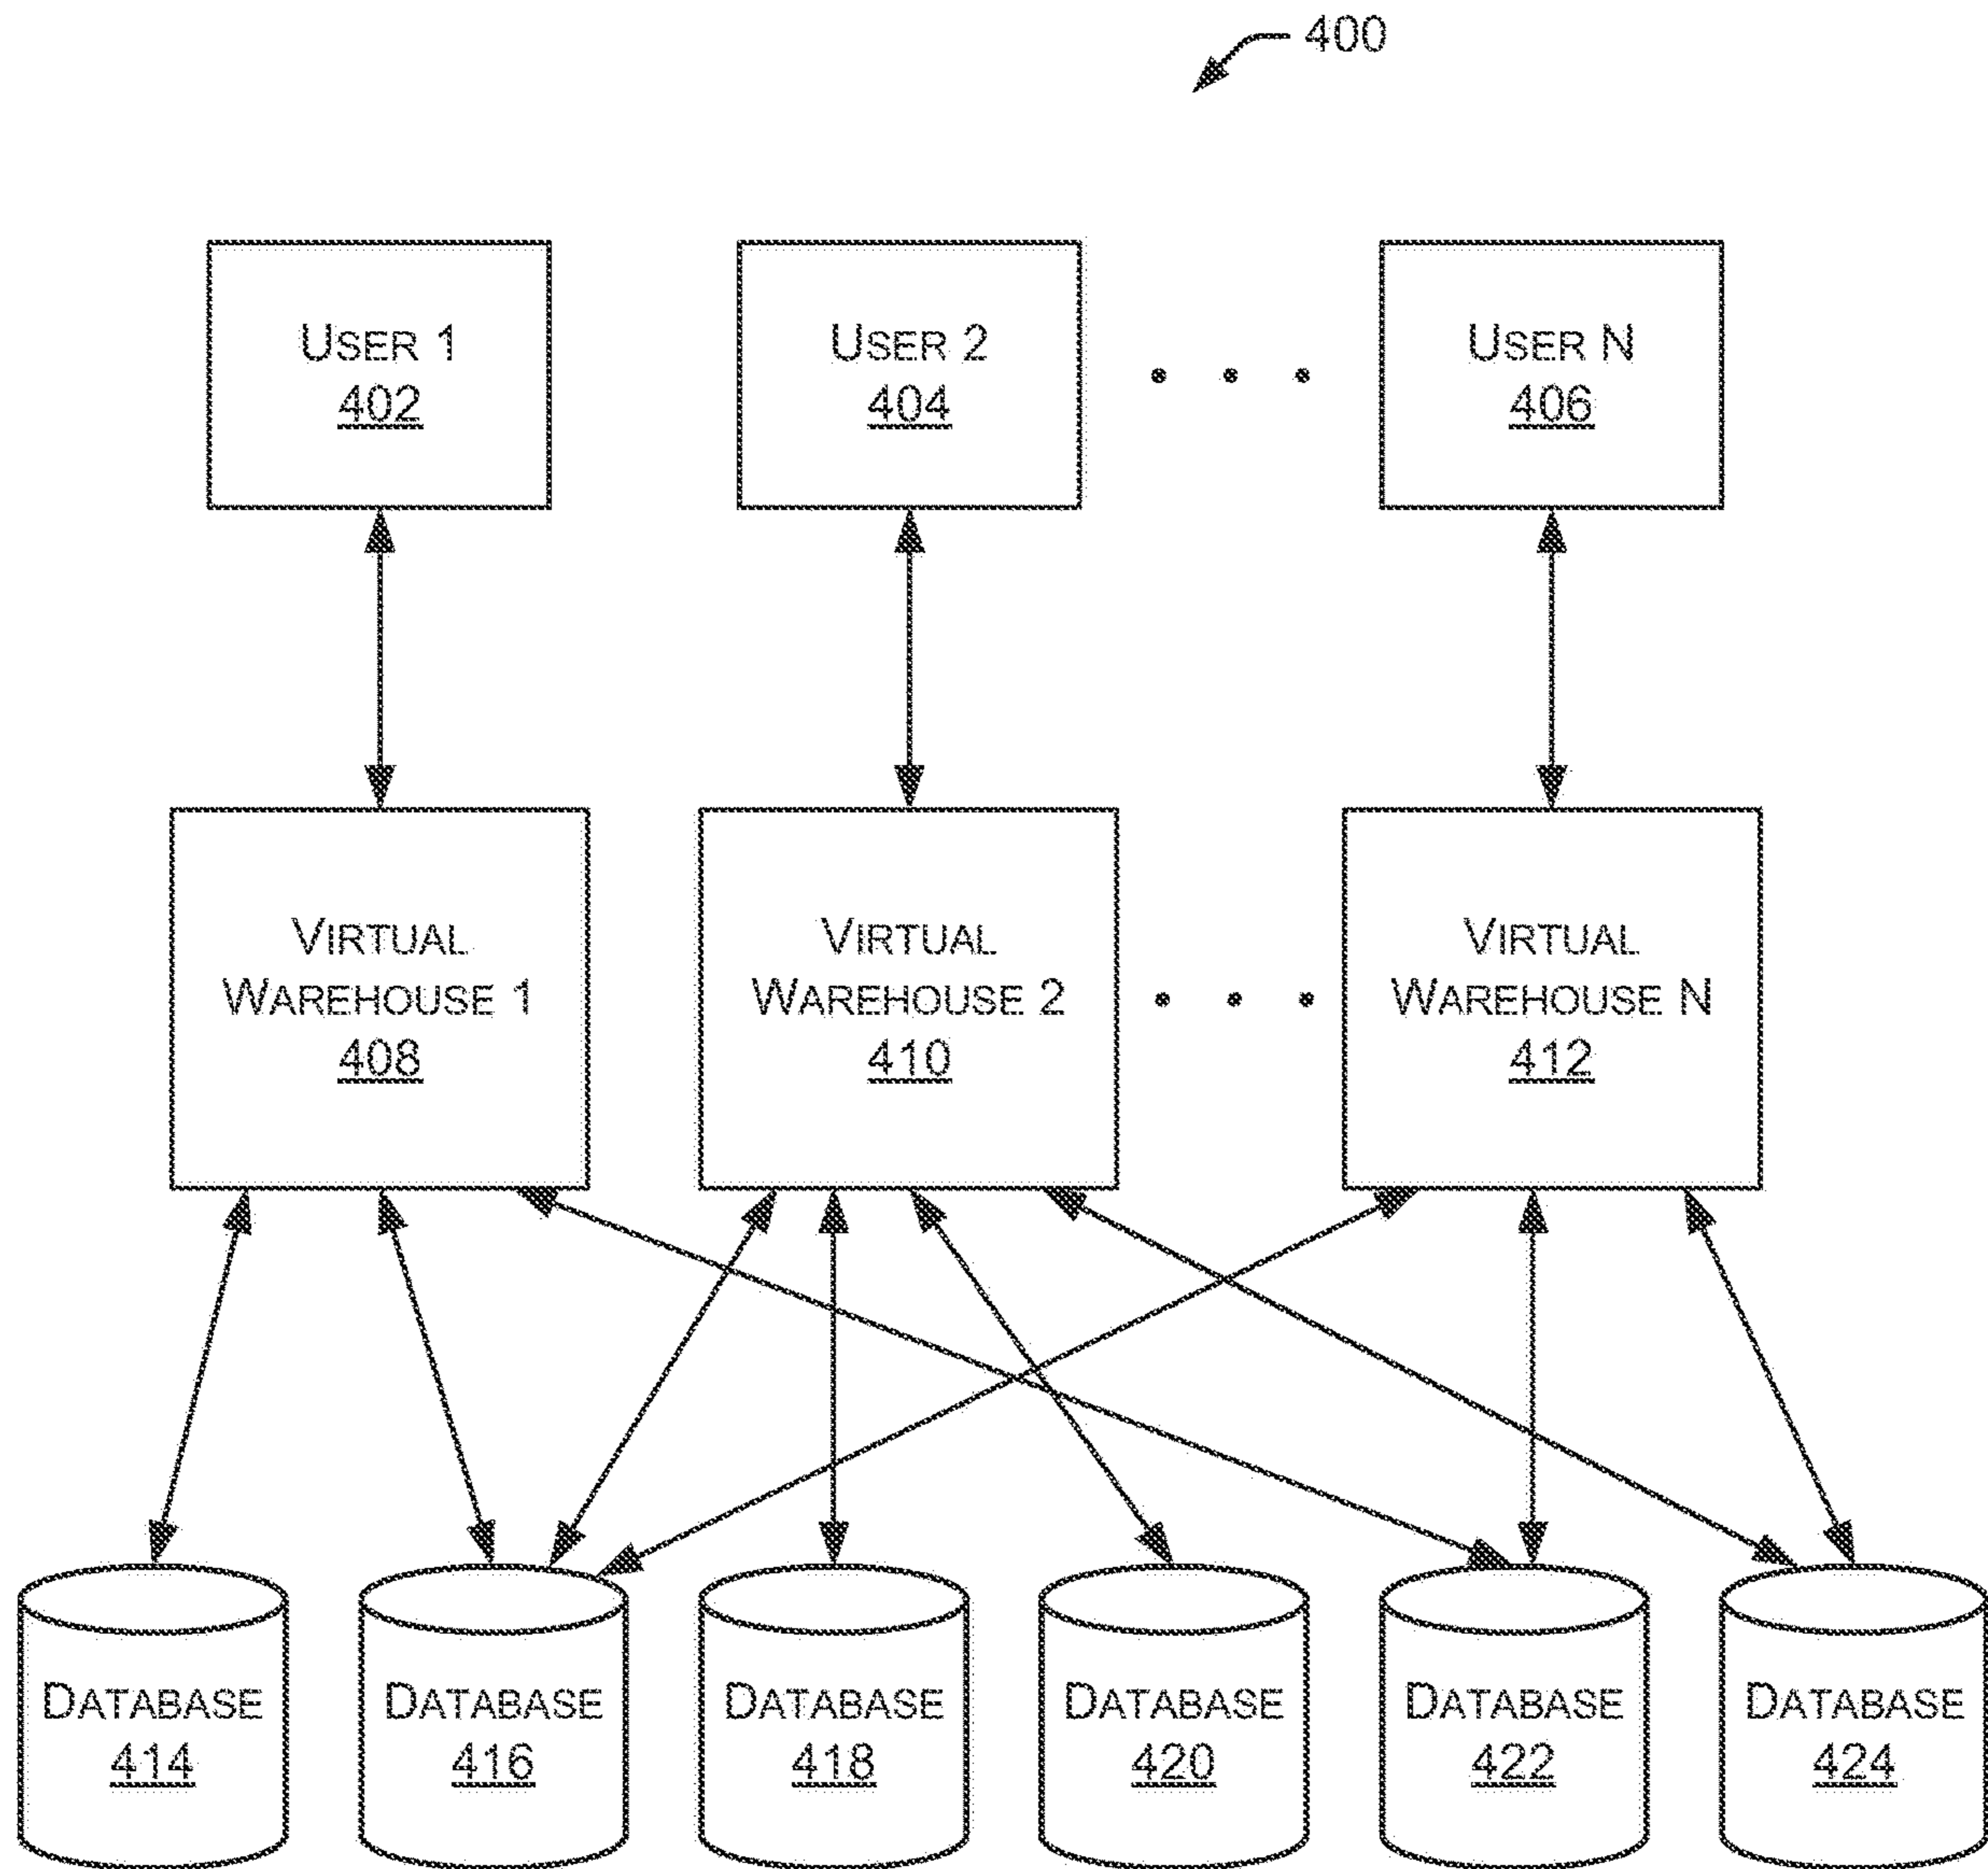 400
USER 1
402
USER 2
404
USER N
406
VIRTUAL
WAREHOUSE 1
408
VIRTUAL
WAREHOUSE 2
410
VIRTUAL
WAREHOUSE N
412
DATABASE
414
DATABASE
416
DATABASE
418
DATABASE
420
DATABASE
422
DATABASE
424